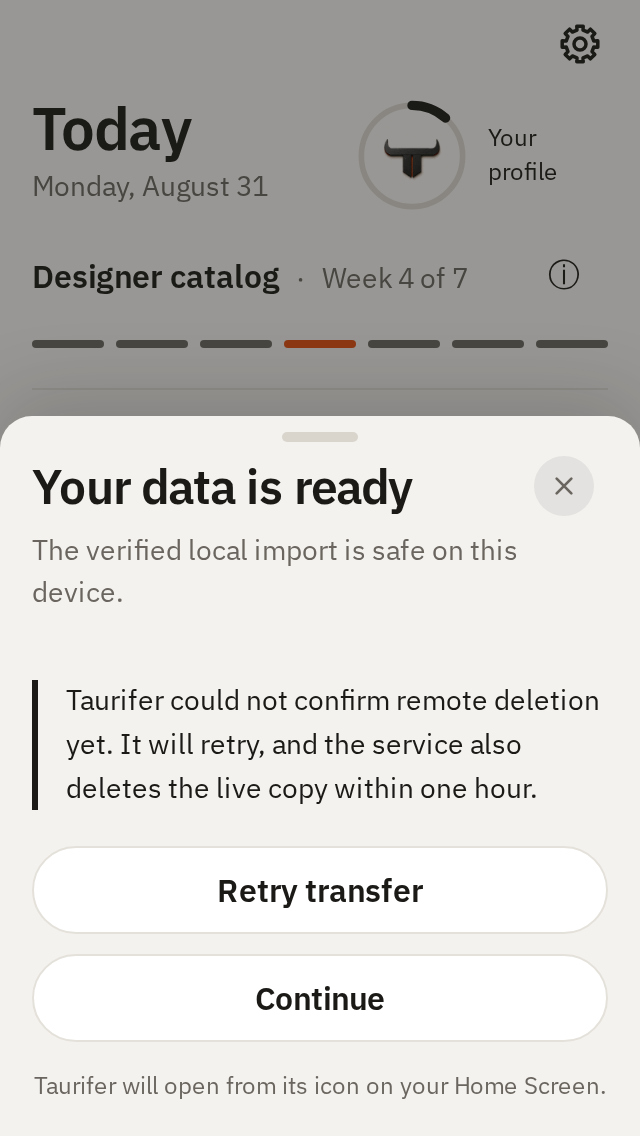 Today
Monday, August 31
Your
profile
Designer catalog · Week 4 of 7
Your data is ready
The verified local import is safe on this
device.
Taurifer could not confirm remote deletion
yet. It will retry, and the service also
deletes the live copy within one hour.
Retry transfer
Continue
Taurifer will open from its icon on your Home Screen.